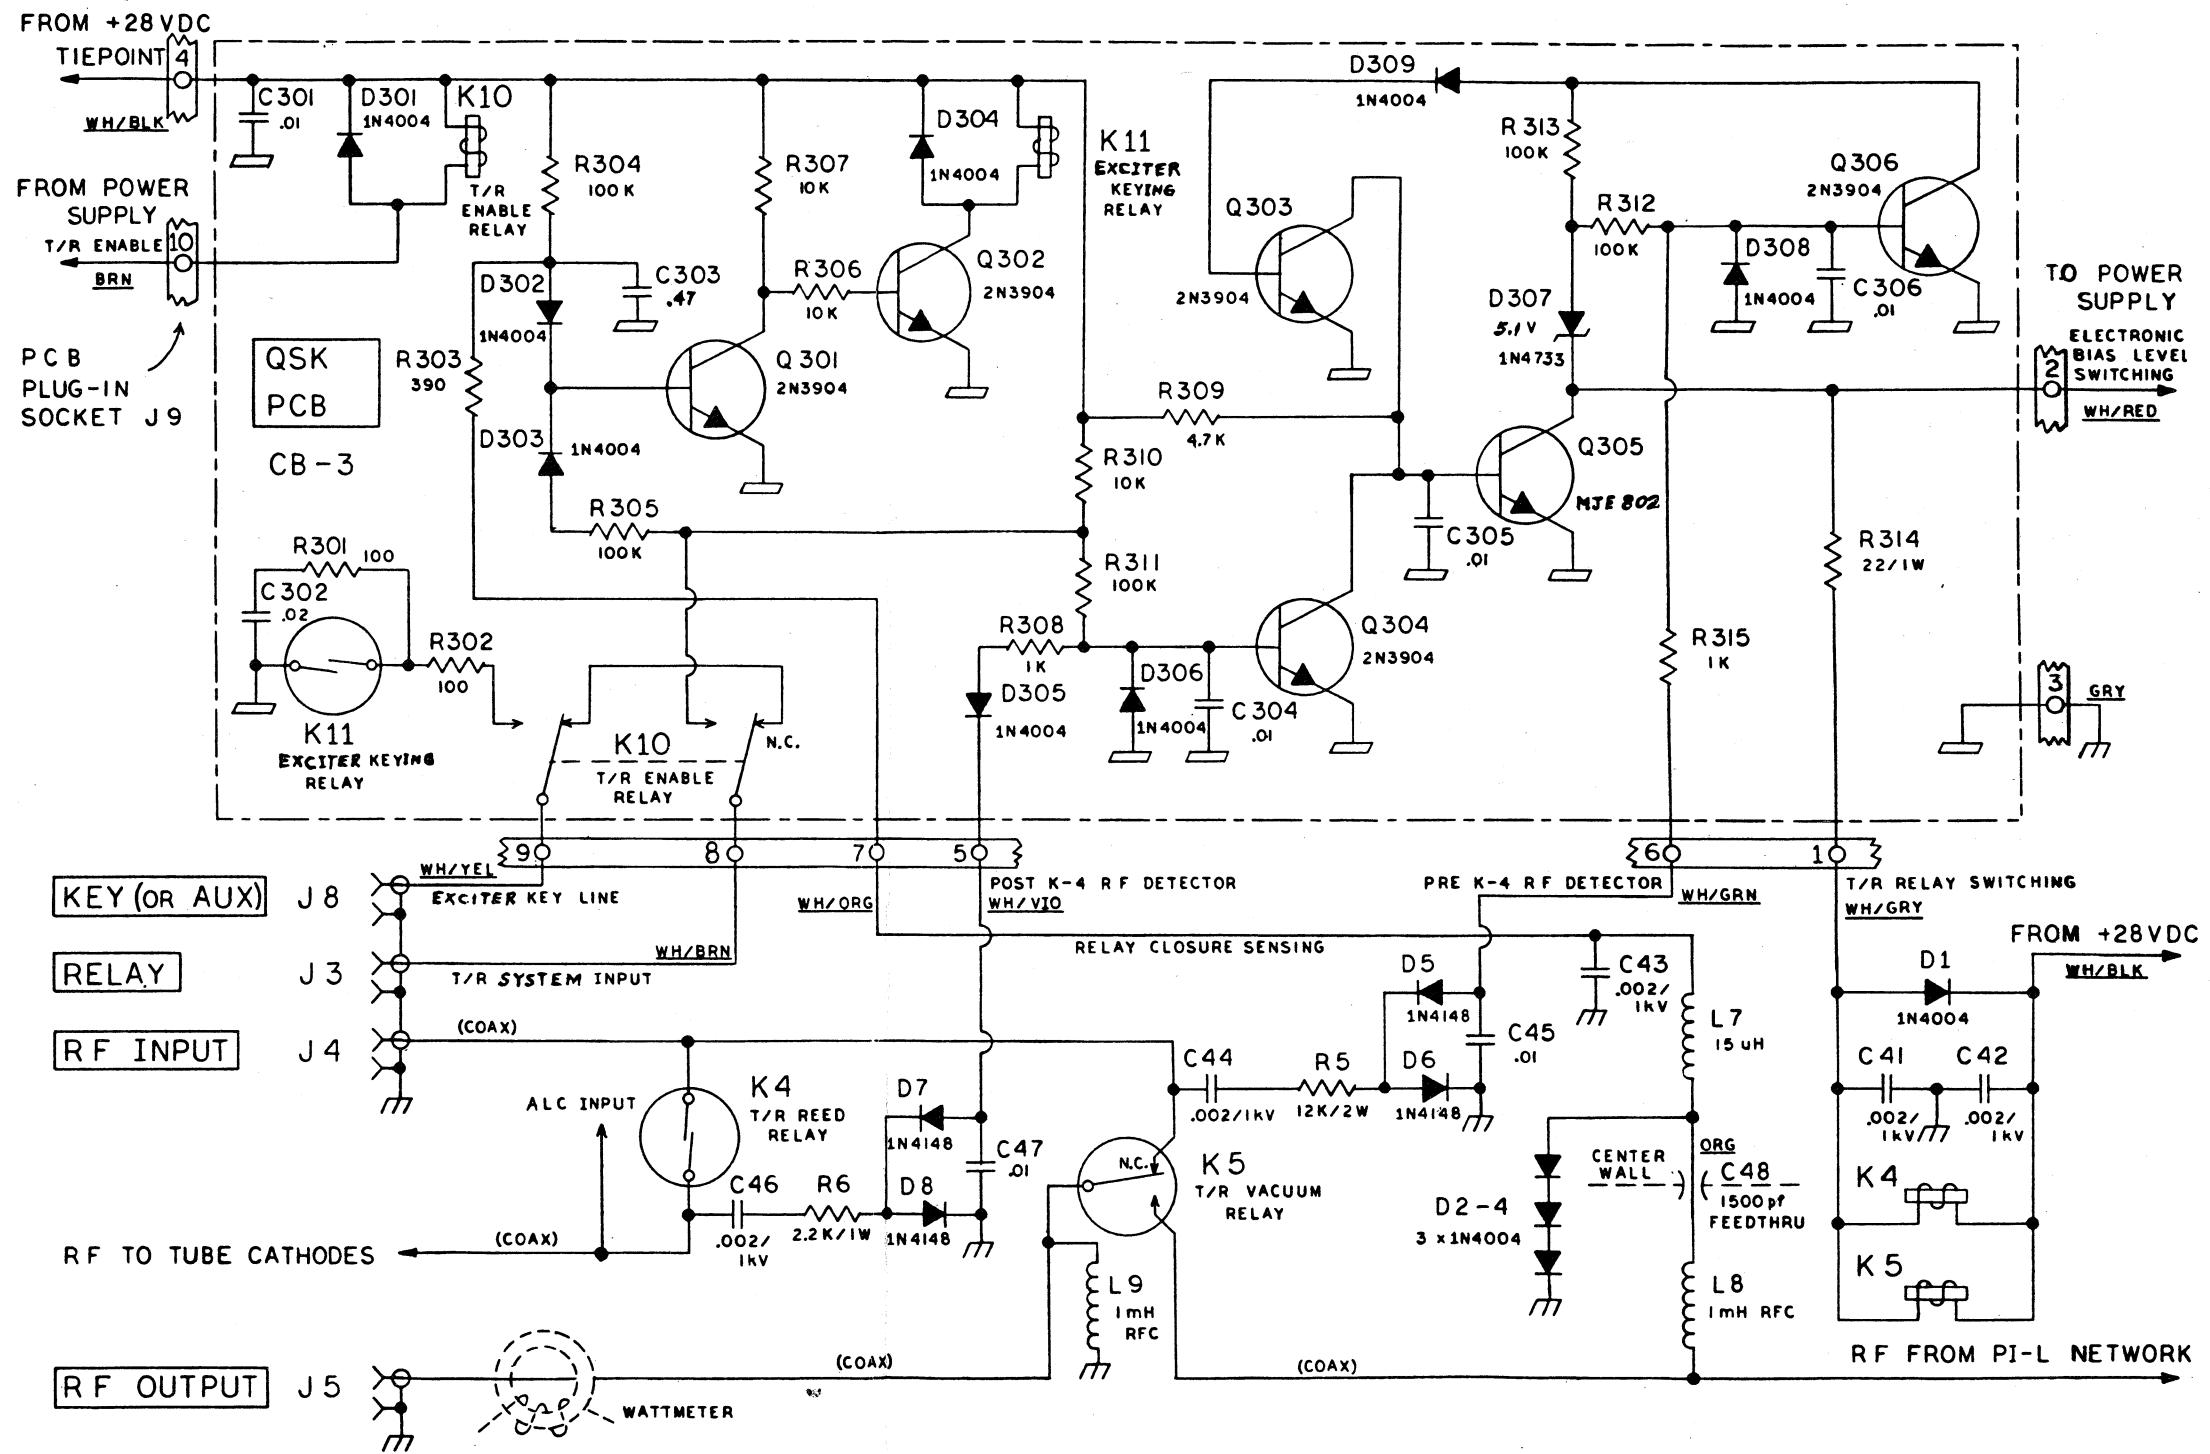 FROM +28VDC
TIEPOINT
4
WH/BLK
C301
.01
D301
1N4004
K10
T/R
ENABLE
RELAY
R304
100K
R307
10K
D304
1N4004
K11
EXCITER
KEYING
RELAY
D309
1N4004
R313
100K
Q306
2N3904
FROM POWER
SUPPLY
T/R ENABLE
10
BRN
Q303
2N3904
R312
100K
D308
1N4004
C306
.01
D302
1N4004
C303
.47
R306
10K
Q302
2N3904
D307
5.1V
1N4733
TO POWER
SUPPLY
ELECTRONIC
BIAS LEVEL
SWITCHING
2
WH/RED
PCB
PLUG-IN
SOCKET J9
QSK
PCB
CB-3
R303
390
Q301
2N3904
D303
1N4004
R309
4.7K
R310
10K
Q305
MJE802
R305
100K
C305
.01
R314
22/1W
R301
100
C302
.02
R311
100K
R302
100
R308
1K
Q304
2N3904
R315
1K
D305
1N4004
D306
1N4004
C304
.01
3
GRY
K11
EXCITER KEYING
RELAY
K10
T/R ENABLE
RELAY
N.C.
9
8
7
5
6
1
KEY (OR AUX)
J8
WH/YEL
EXCITER KEY LINE
WH/ORG
POST K-4 RF DETECTOR
WH/VIO
PRE K-4 RF DETECTOR
WH/GRN
T/R RELAY SWITCHING
WH/GRY
RELAY
J3
WH/BRN
T/R SYSTEM INPUT
RELAY CLOSURE SENSING
FROM +28VDC
WH/BLK
D5
1N4148
C43
.002/
1kV
D1
1N4004
RF INPUT
J4
(COAX)
C45
.01
L7
15 uH
C44
.002/1kV
R5
12K/2W
D6
1N4148
C41
.002/
1kV
C42
.002/
1kV
ALC INPUT
K4
T/R REED
RELAY
D7
1N4148
C47
.01
N.C.
K5
T/R VACUUM
RELAY
CENTER
WALL
ORG
C48
1500pf
FEEDTHRU
K4
C46
.002/
1kV
R6
2.2K/1W
D8
1N4148
D2-4
3 x 1N4004
RF TO TUBE CATHODES
(COAX)
L9
1mH
RFC
L8
1mH RFC
K5
RF OUTPUT
J5
WATTMETER
(COAX)
(COAX)
RF FROM PI-L NETWORK